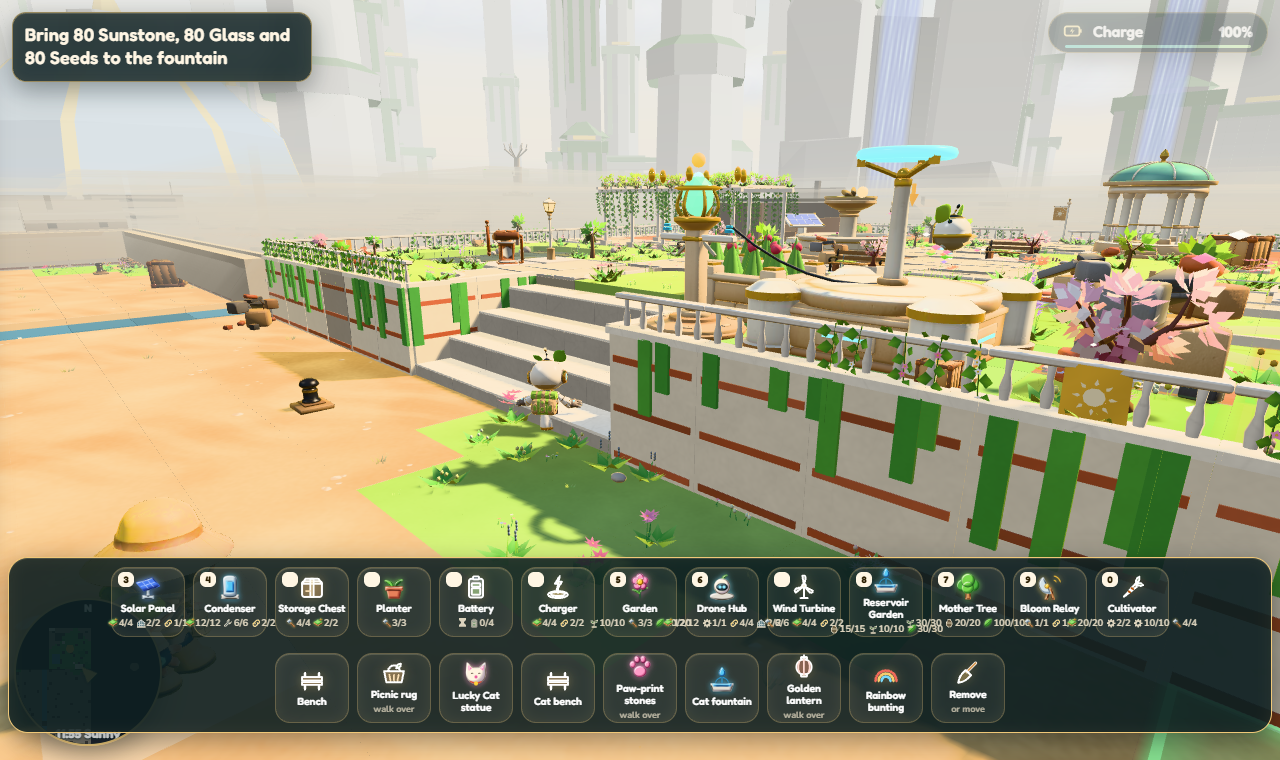 Bring 80 Sunstone, 80 Glass and
80 Seeds to the fountain
Charge 100%
3 4 5 6 8 7 9 0
Solar Panel Condenser Storage Chest Planter Battery Charger Garden Drone Hub Wind Turbine Reservoir Garden Mother Tree Bloom Relay Cultivator
4/4 2/2 12/12 6/6 2/2 4/4 2/2 3/3 0/4 4/4 2/2 10/10 3/3 1/1 4/4 4/4 15/15 10/10 30/30 20/20 100/100 1/1 20/20 2/2 10/10 4/4
Bench
Picnic rug
walk over
Lucky Cat
statue
Cat bench
Paw-print
stones
walk over
Cat fountain
Golden
lantern
walk over
Rainbow
bunting
Remove
or move
N
11:55 Sunny